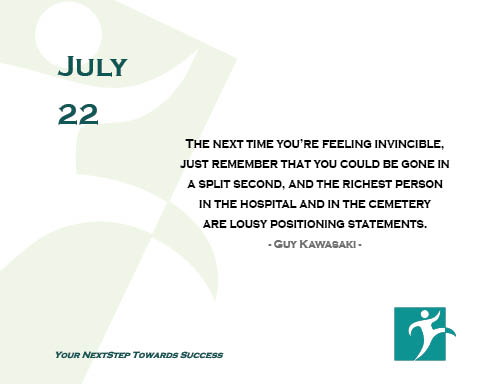 July
22
The next time you're feeling invincible,
just remember that you could be gone in
a split second, and the richest person
in the hospital and in the cemetery
are lousy positioning statements.
- Guy Kawasaki -
Your NextStep Towards Success